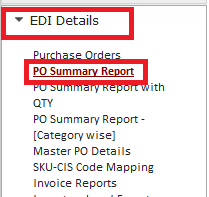 EDI Details
Purchase Orders
PO Summary Report
PO Summary Report with
QTY
PO Summary Report -
[Category wise]
Master PO Details
SKU-CIS Code Mapping
Invoice Reports